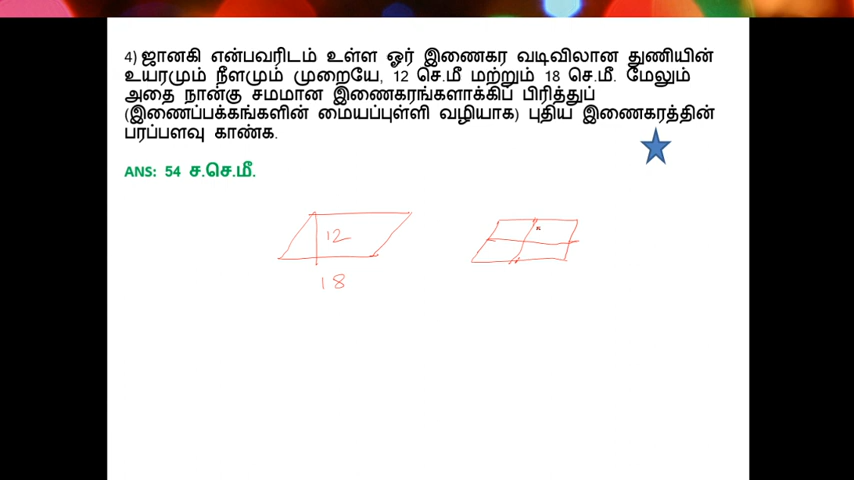 4) ஜானகி என்பவரிடம் உள்ள ஓர் இணைகர வடிவிலான துணியின்
உயரமும் நீளமும் முறையே, 12 செ.மீ மற்றும் 18 செ.மீ. மேலும்
அதை நான்கு சமமான இணைகரங்களாக்கிப் பிரித்துப்
(இணைப்பக்கங்களின் மையப்புள்ளி வழியாக) புதிய இணைகரத்தின்
பரப்பளவு காண்க.
ANS: 54 ச.செ.மீ.
12
18